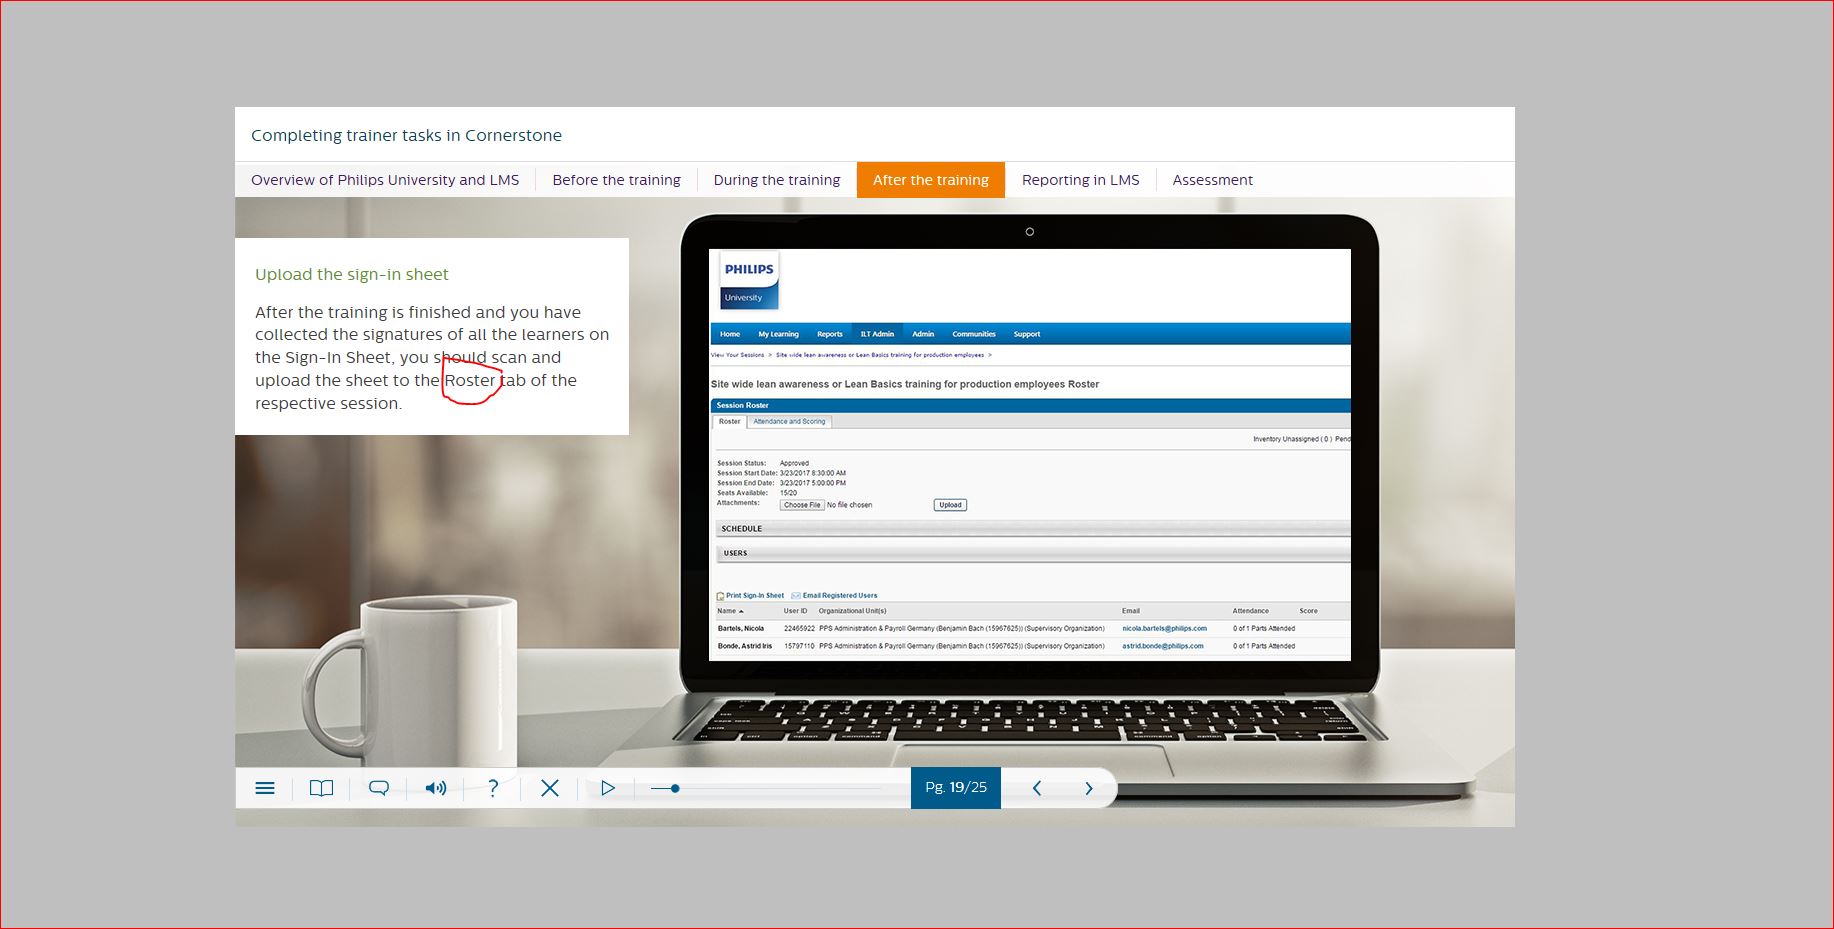 Completing trainer tasks in Cornerstone
Overview of Philips University and LMS Before the training During the training After the training Reporting in LMS Assessment
Upload the sign-in sheet
After the training is finished and you have
collected the signatures of all the learners on
the Sign-In Sheet, you should scan and
upload the sheet to the Roster tab of the
respective session.
PHILIPS
University
Home My Learning Reports ILT Admin Admin Communities Support
View Your Sessions > Site wide lean awareness or Lean Basics training for production employees >
Site wide lean awareness or Lean Basics training for production employees Roster
Session Roster
Roster Attendance and Scoring
Inventory Unassigned ( 0 ) Pend
Session Status: Approved
Session Start Date: 3/23/2017 8:30:00 AM
Session End Date: 3/23/2017 5:00:00 PM
Seats Available: 15/20
Attachments: Choose File No file chosen Upload
SCHEDULE
USERS
Print Sign-In Sheet Email Registered Users
Name User ID Organizational Unit(s) Email Attendance Score
Bartels, Nicola 22465922 PPS Administration & Payroll Germany (Benjamin Bach (15967625)) (Supervisory Organization) nicola.bartels@philips.com 0 of 1 Parts Attended
Bonde, Astrid Iris 15797110 PPS Administration & Payroll Germany (Benjamin Bach (15967625)) (Supervisory Organization) astrid.bonde@philips.com 0 of 1 Parts Attended
? Pg. 19/25